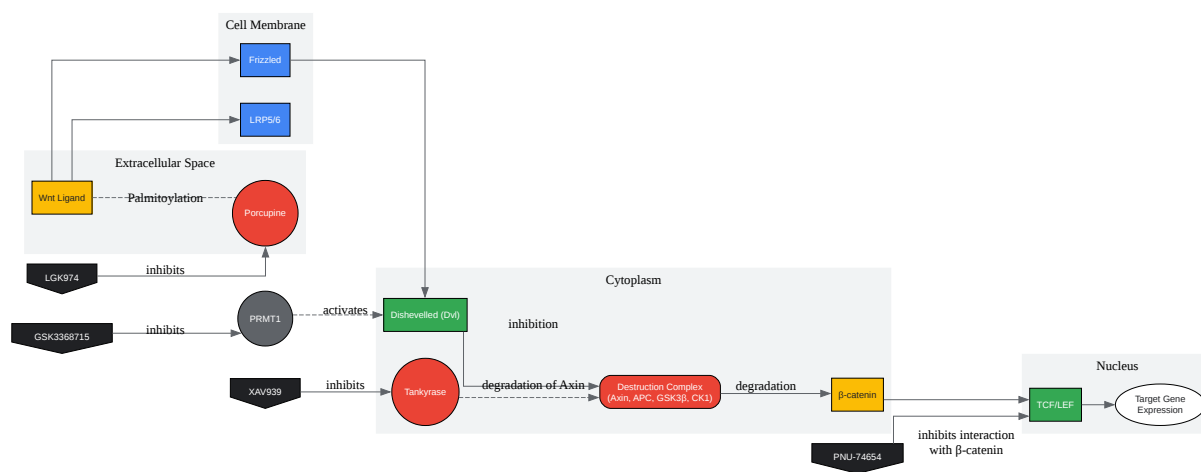 Cell Membrane
Frizzled
LRP5/6
Extracellular Space
Wnt Ligand
Palmitoylation
Porcupine
LGK974
inhibits
Cytoplasm
PRMT1
activates
Dishevelled (Dvl)
inhibition
GSK3368715
inhibits
Nucleus
XAV939
inhibits
Tankyrase
degradation of Axin
Destruction Complex
(Axin, APC, GSK3β, CK1)
degradation
β-catenin
TCF/LEF
Target Gene
Expression
PNU-74654
inhibits interaction
with β-catenin